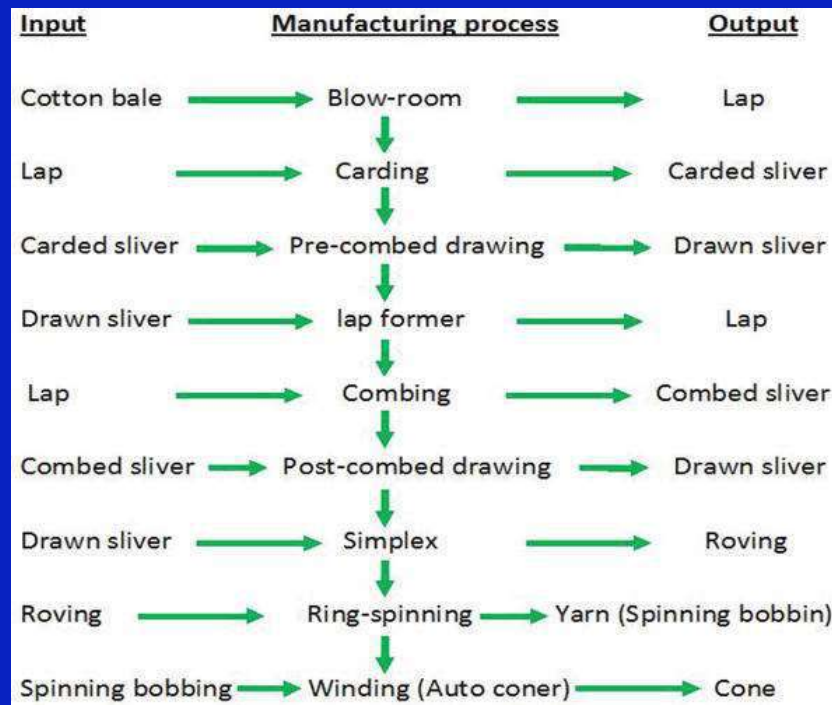 Input Manufacturing process Output
Cotton bale Blow-room Lap
Lap Carding Carded sliver
Carded sliver Pre-combed drawing Drawn sliver
Drawn sliver lap former Lap
Lap Combing Combed sliver
Combed sliver Post-combed drawing Drawn sliver
Drawn sliver Simplex Roving
Roving Ring-spinning Yarn (Spinning bobbin)
Spinning bobbing Winding (Auto coner) Cone